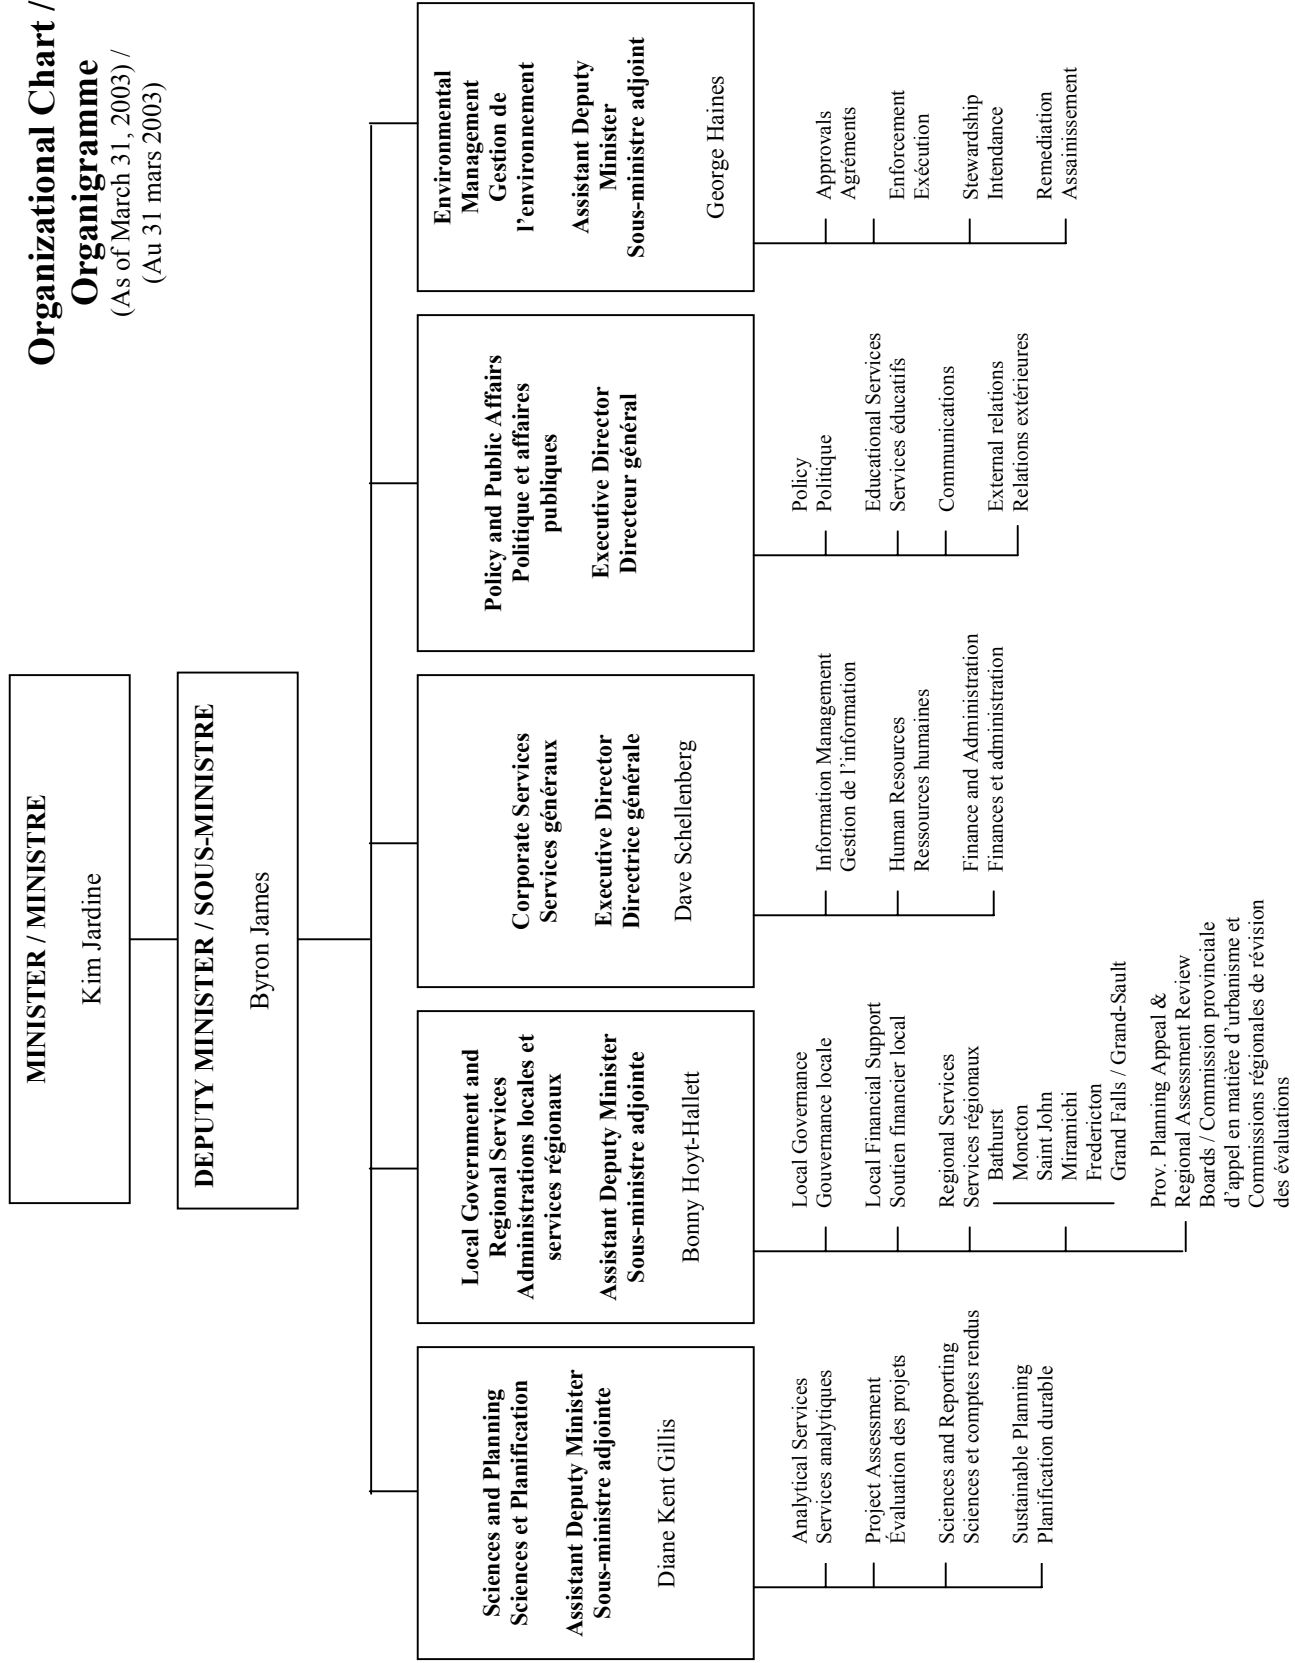 Organizational Chart /
Organigramme
(As of March 31, 2003) /
(Au 31 mars 2003)
MINISTER / MINISTRE
Kim Jardine
DEPUTY MINISTER / SOUS-MINISTRE
Byron James
Sciences and Planning
Sciences et Planification
Assistant Deputy Minister
Sous-ministre adjointe
Diane Kent Gillis
Analytical Services
Services analytiques
Project Assessment
Évaluation des projets
Sciences and Reporting
Sciences et comptes rendus
Sustainable Planning
Planification durable
Local Government and
Regional Services
Administrations locales et
services régionaux
Assistant Deputy Minister
Sous-ministre adjointe
Bonny Hoyt-Hallett
Local Governance
Gouvernance locale
Local Financial Support
Soutien financier local
Regional Services
Services régionaux
Bathurst
Moncton
Saint John
Miramichi
Fredericton
Grand Falls / Grand-Sault
Prov. Planning Appeal &
Regional Assessment Review
Boards / Commission provinciale
d'appel en matière d'urbanisme et
Commissions régionales de révision
des évaluations
Corporate Services
Services généraux
Executive Director
Directrice générale
Dave Schellenberg
Information Management
Gestion de l'information
Human Resources
Ressources humaines
Finance and Administration
Finances et administration
Policy and Public Affairs
Politique et affaires
publiques
Executive Director
Directeur général
Policy
Politique
Educational Services
Services éducatifs
Communications
External relations
Relations extérieures
Environmental
Management
Gestion de
l'environnement
Assistant Deputy
Minister
Sous-ministre adjoint
George Haines
Approvals
Agréments
Enforcement
Exécution
Stewardship
Intendance
Remediation
Assainissement